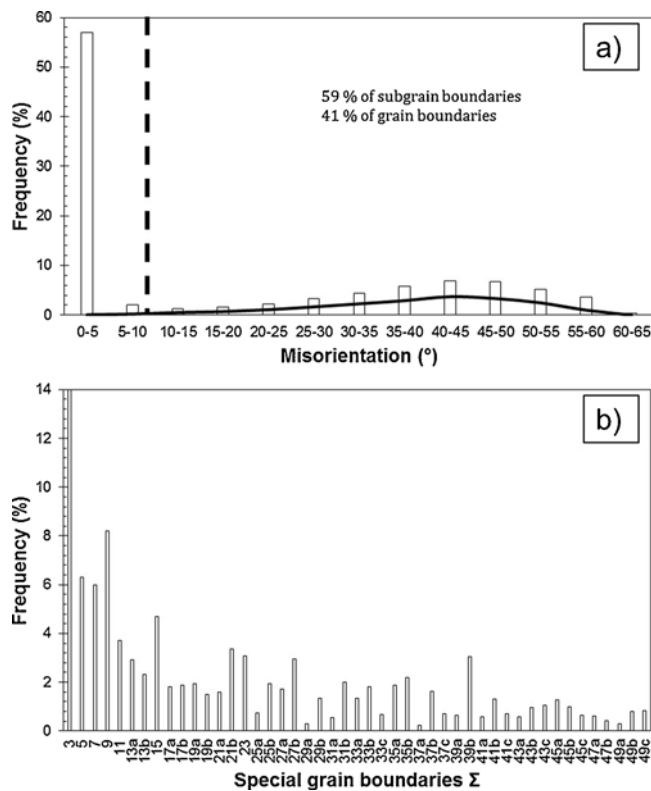 a)
60
50
40
30
20
10
0
Frequency (%)
59 % of subgrain boundaries
41 % of grain boundaries
0-5 5-10 10-15 15-20 20-25 25-30 30-35 35-40 40-45 45-50 50-55 55-60 60-65
Misorientation (º)
b)
14
12
10
8
6
4
2
0
Frequency (%)
3 5 7 9 11 13a 13b 15 17a 17b 19a 19b 21a 21b 23 25a 25b 27a 27b 29a 29b 31a 31b 33a 33b 33c 35a 35b 37a 37b 37c 39a 39b 41a 41b 41c 43a 43b 43c 45a 45b 45c 47a 47b 49a 49b 49c
Special grain boundaries Σ